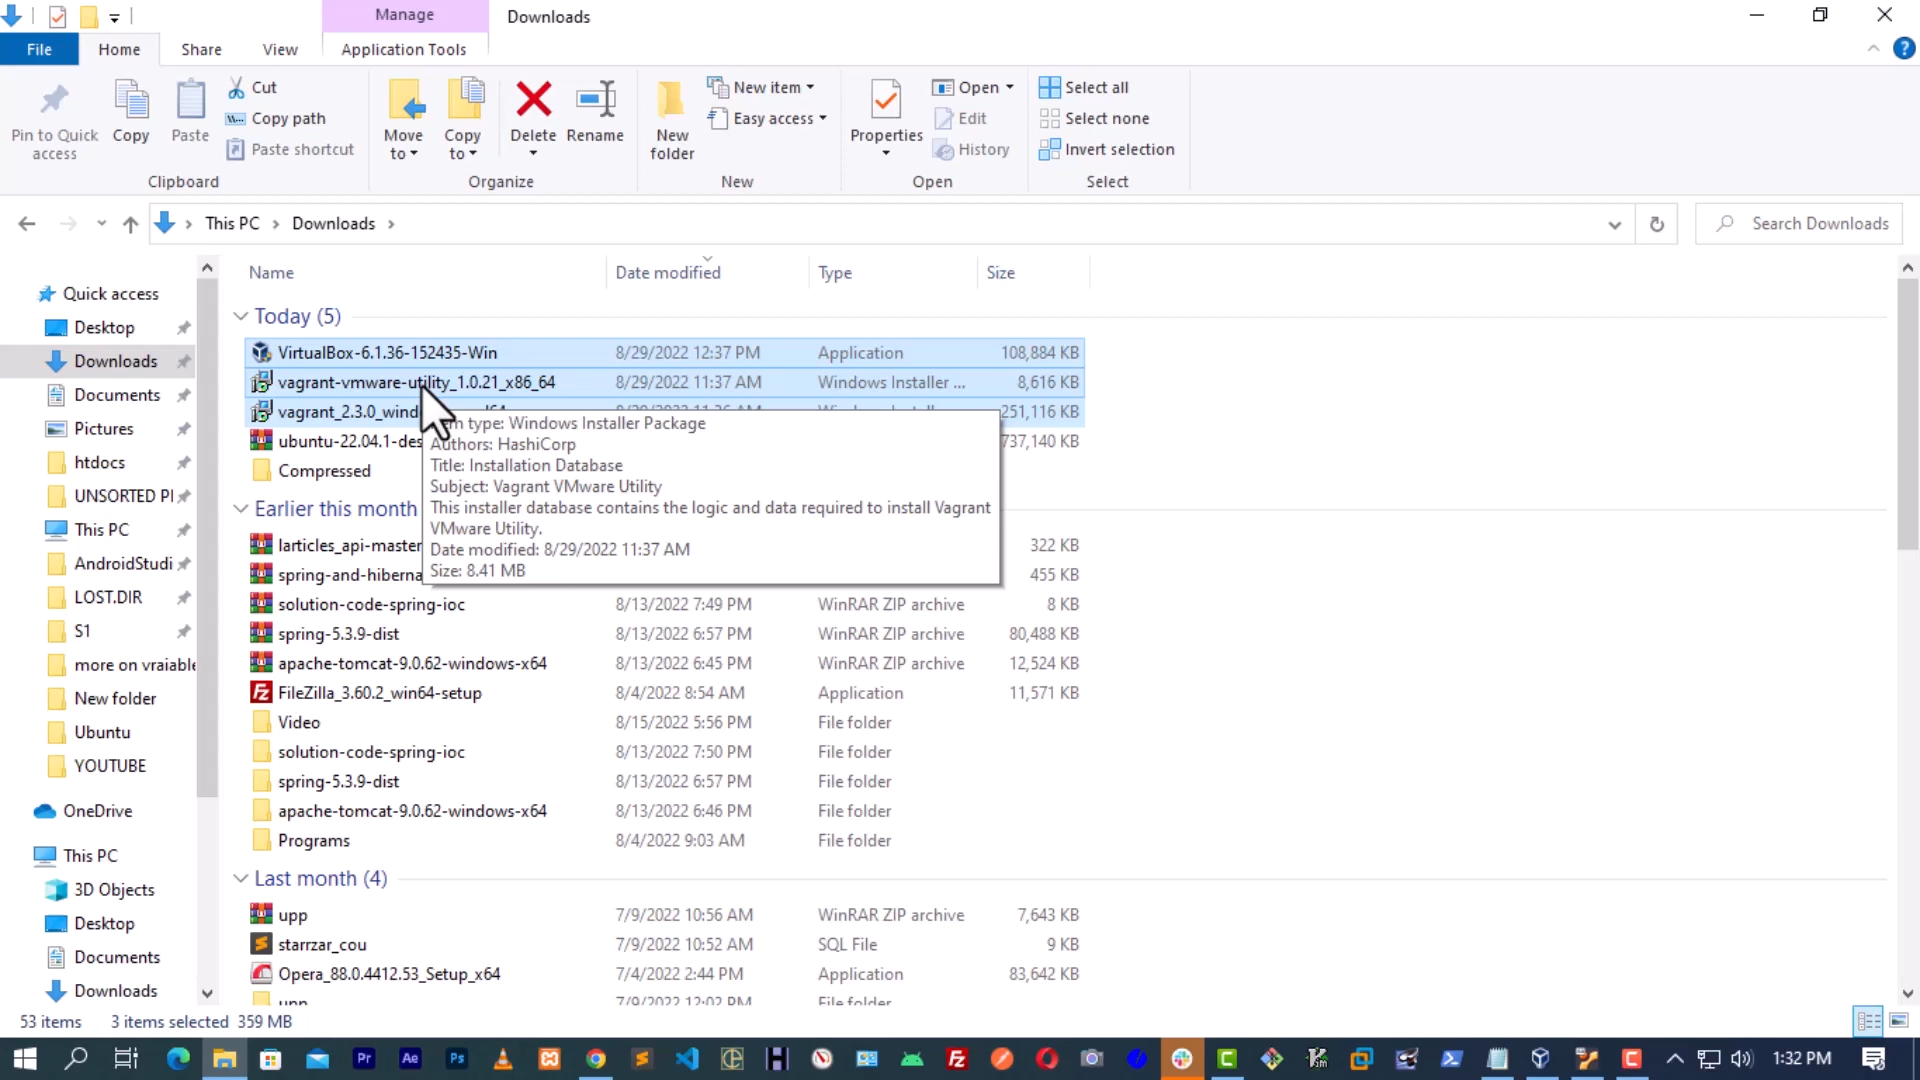 Manage
Downloads
File
Home
Share
View
Application Tools
Pin to Quick access
Copy
Paste
Cut
Copy path
Paste shortcut
Clipboard
Move to
Copy to
Delete
Rename
Organize
New folder
New item
Easy access
New
Properties
Open
Edit
History
Open
Select all
Select none
Invert selection
Select
This PC
Downloads
Search Downloads
Quick access
Desktop
Downloads
Documents
Pictures
htdocs
UNSORTED PI
This PC
AndroidStudi
LOST.DIR
S1
more on vraiable
New folder
Ubuntu
YOUTUBE
OneDrive
This PC
3D Objects
Desktop
Documents
Downloads
Name Date modified Type Size
Today (5)
VirtualBox-6.1.36-152435-Win 8/29/2022 12:37 PM Application 108,884 KB
vagrant-vmware-utility_1.0.21_x86_64 8/29/2022 11:37 AM Windows Installer ... 8,616 KB
251,116 KB
ubuntu-22.04.1-des 737,140 KB
Compressed
Item type: Windows Installer Package
Authors: HashiCorp
Title: Installation Database
Subject: Vagrant VMware Utility
This installer database contains the logic and data required to install Vagrant
VMware Utility.
Date modified: 8/29/2022 11:37 AM
Size: 8.41 MB
Earlier this month
larticles_api-master 322 KB
spring-and-hiberna 455 KB
solution-code-spring-ioc 8/13/2022 7:49 PM WinRAR ZIP archive 8 KB
spring-5.3.9-dist 8/13/2022 6:57 PM WinRAR ZIP archive 80,488 KB
apache-tomcat-9.0.62-windows-x64 8/13/2022 6:45 PM WinRAR ZIP archive 12,524 KB
FileZilla_3.60.2_win64-setup 8/4/2022 8:54 AM Application 11,571 KB
Video 8/15/2022 5:56 PM File folder
solution-code-spring-ioc 8/13/2022 7:50 PM File folder
spring-5.3.9-dist 8/13/2022 6:57 PM File folder
apache-tomcat-9.0.62-windows-x64 8/13/2022 6:46 PM File folder
Programs 8/4/2022 9:03 AM File folder
Last month (4)
upp 7/9/2022 10:56 AM WinRAR ZIP archive 7,643 KB
starrzar_cou 7/9/2022 10:52 AM SQL File 9 KB
Opera_88.0.4412.53_Setup_x64 7/4/2022 2:44 PM Application 83,642 KB
upp 7/9/2022 12:02 PM File folder
53 items 3 items selected 359 MB
1:32 PM